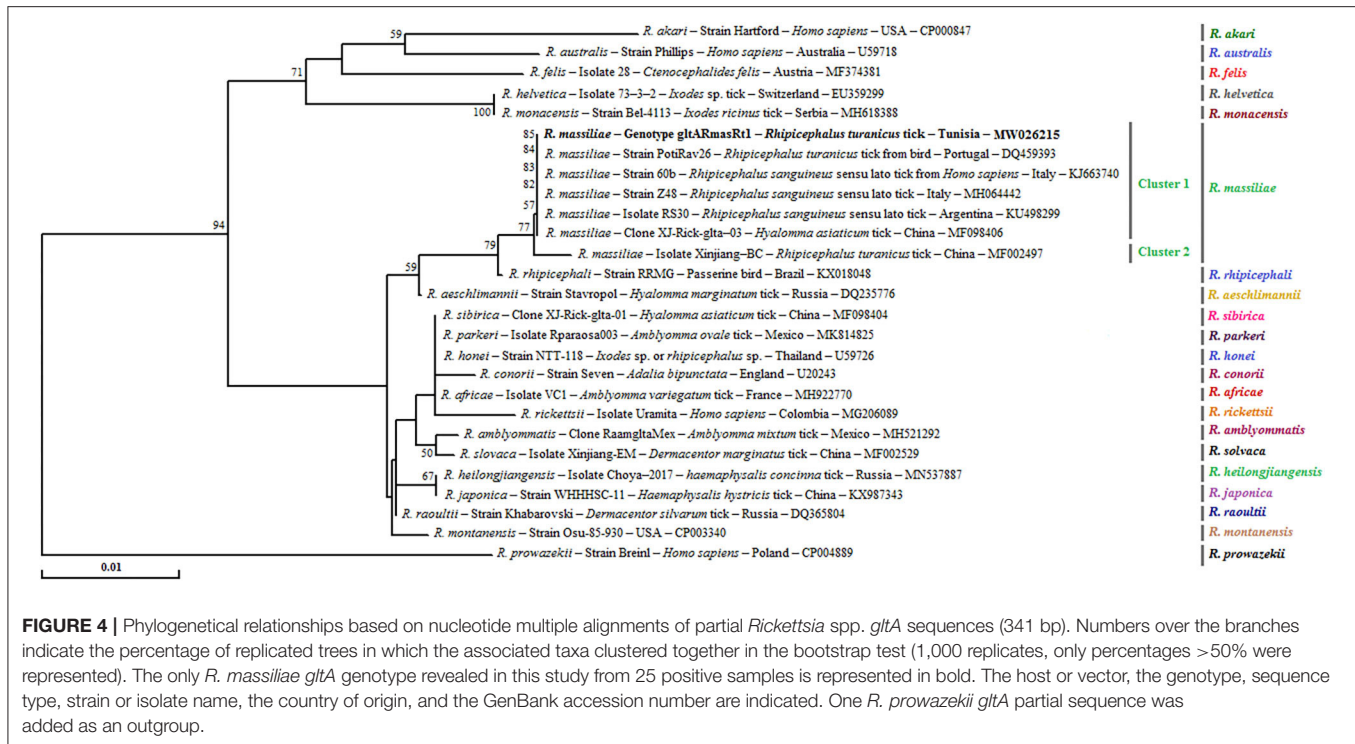 59
R. akari – Strain Hartford – Homo sapiens – USA – CP000847
R. akari
R. australis – Strain Phillips – Homo sapiens – Australia – U59718
R. australis
71
R. felis – Isolate 28 – Ctenocephalides felis – Austria – MF374381
R. felis
R. helvetica – Isolate 73–3–2 – Ixodes sp. tick – Switzerland – EU359299
R. helvetica
100
R. monacensis – Strain Bel-4113 – Ixodes ricinus tick – Serbia – MH618388
R. monacensis
85
R. massiliae – Genotype gltARmasRt1 – Rhipicephalus turanicus tick – Tunisia – MW026215
84
R. massiliae – Strain PotiRav26 – Rhipicephalus turanicus tick from bird – Portugal – DQ459393
83
R. massiliae – Strain 60b – Rhipicephalus sanguineus sensu lato tick from Homo sapiens – Italy – KJ663740
Cluster 1
R. massiliae
82
R. massiliae – Strain Z48 – Rhipicephalus sanguineus sensu lato tick – Italy – MH064442
57
R. massiliae – Isolate RS30 – Rhipicephalus sanguineus sensu lato tick – Argentina – KU498299
94
77
R. massiliae – Clone XJ-Rick-glta–03 – Hyalomma asiaticum tick – China – MF098406
79
R. massiliae – Isolate Xinjiang–BC – Rhipicephalus turanicus tick – China – MF002497
Cluster 2
59
R. rhipicephali – Strain RRMG – Passerine bird – Brazil – KX018048
R. rhipicephali
R. aeschlimannii – Strain Stavropol – Hyalomma marginatum tick – Russia – DQ235776
R. aeschlimannii
R. sibirica – Clone XJ-Rick-glta-01 – Hyalomma asiaticum tick – China – MF098404
R. sibirica
R. parkeri – Isolate Rparaosa003 – Amblyomma ovale tick – Mexico – MK814825
R. parkeri
R. honei – Strain NTT-118 – Ixodes sp. or rhipicephalus sp. – Thailand – U59726
R. honei
R. conorii – Strain Seven – Adalia bipunctata – England – U20243
R. conorii
R. africae – Isolate VC1 – Amblyomma variegatum tick – France – MH922770
R. africae
R. rickettsii – Isolate Uramita – Homo sapiens – Colombia – MG206089
R. rickettsii
R. amblyommatis – Clone RaamgltaMex – Amblyomma mixtum tick – Mexico – MH521292
R. amblyommatis
50
R. slovaca – Isolate Xinjiang-EM – Dermacentor marginatus tick – China – MF002529
R. solvaca
67
R. heilongjiangensis – Isolate Choya–2017 – haemaphysalis concinna tick – Russia – MN537887
R. heilongjiangensis
R. japonica – Strain WHHHSC-11 – Haemaphysalis hystricis tick – China – KX987343
R. japonica
R. raoultii – Strain Khabarovski – Dermacentor silvarum tick – Russia – DQ365804
R. raoultii
R. montanensis – Strain Osu-85-930 – USA – CP003340
R. montanensis
R. prowazekii – Strain Breinl – Homo sapiens – Poland – CP004889
R. prowazekii
0.01
FIGURE 4 | Phylogenetical relationships based on nucleotide multiple alignments of partial Rickettsia spp. gltA sequences (341 bp). Numbers over the branches
indicate the percentage of replicated trees in which the associated taxa clustered together in the bootstrap test (1,000 replicates, only percentages >50% were
represented). The only R. massiliae gltA genotype revealed in this study from 25 positive samples is represented in bold. The host or vector, the genotype, sequence
type, strain or isolate name, the country of origin, and the GenBank accession number are indicated. One R. prowazekii gltA partial sequence was
added as an outgroup.